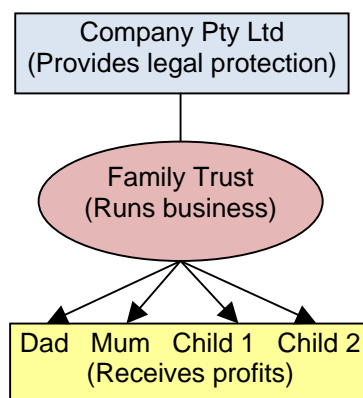 Company Pty Ltd
(Provides legal protection)
Family Trust
(Runs business)
Dad Mum Child 1 Child 2
(Receives profits)